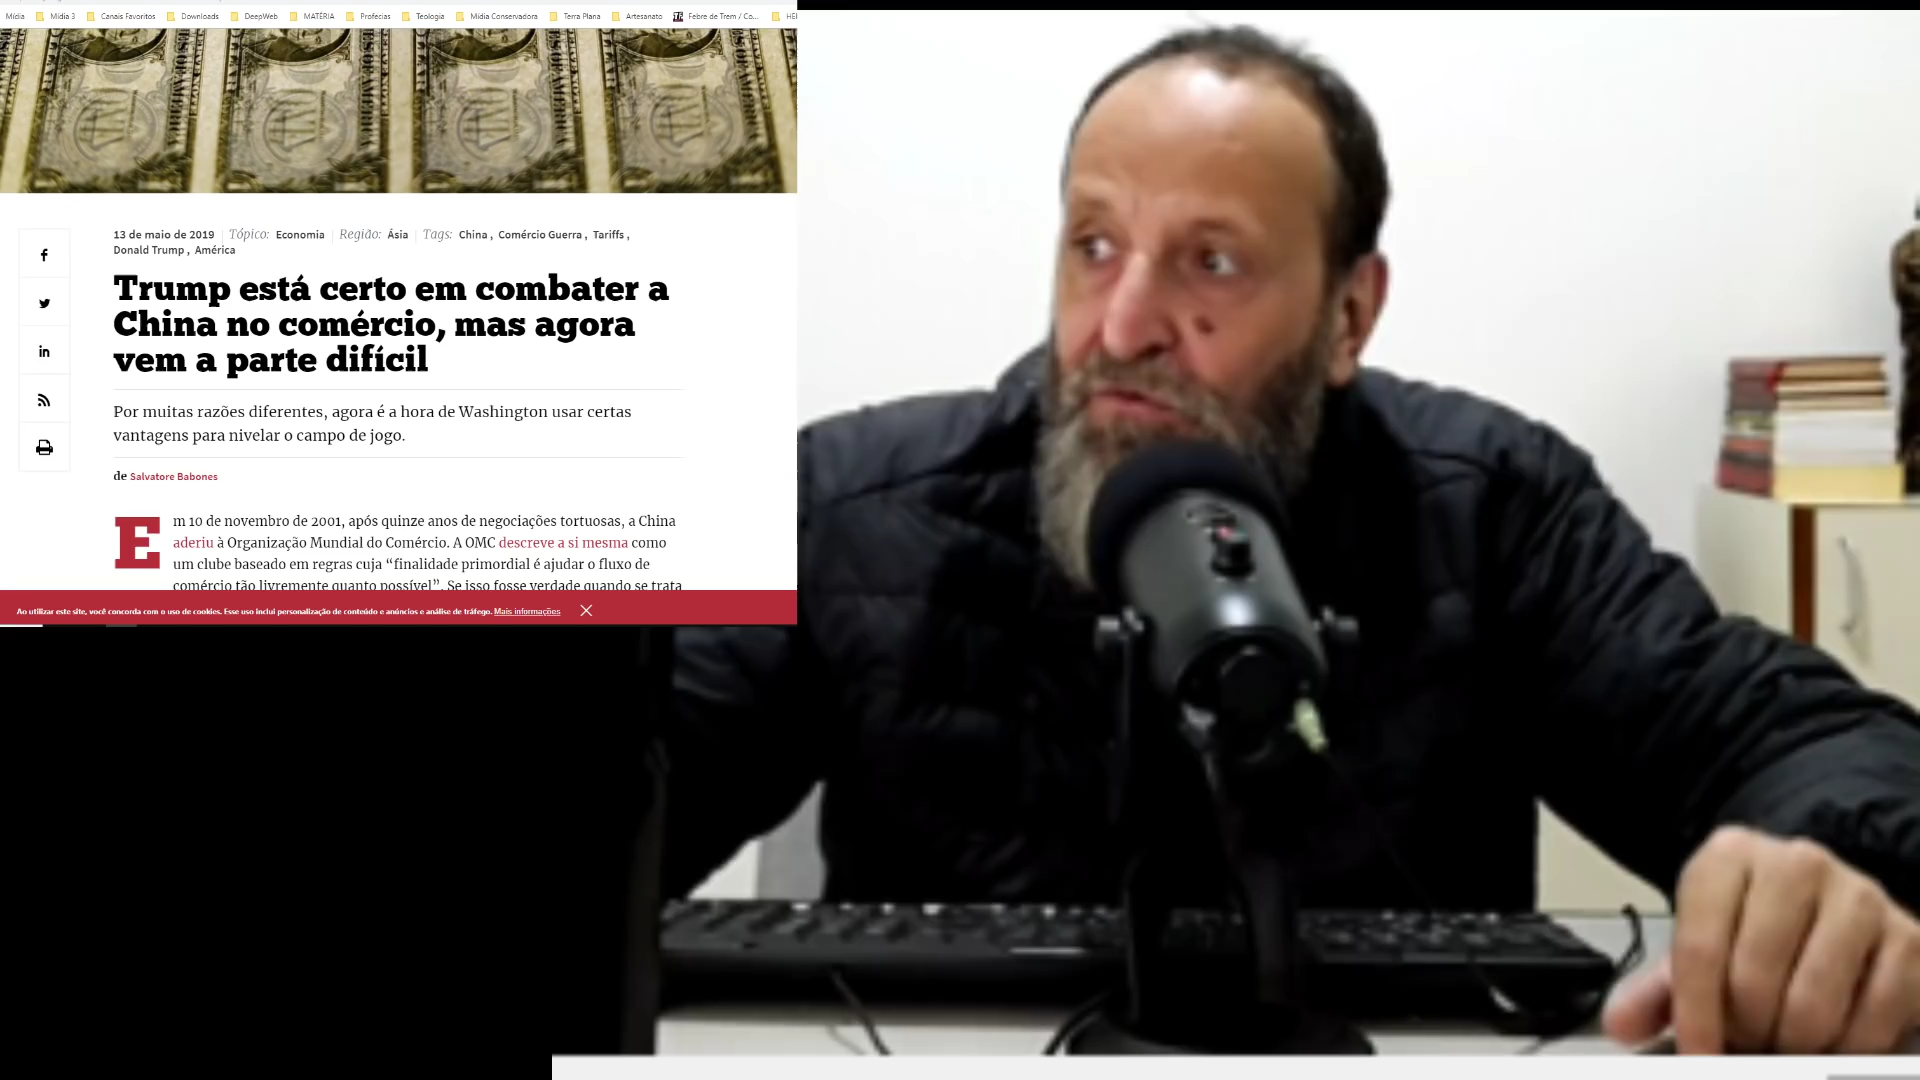 Mídia Mídia 3 Canais Favoritos Downloads DeepWeb MATÉRIA Profecias Teologia Mídia Conservadora Terra Plana Artesanato Febre de Trem / Co...
13 de maio de 2019 Tópico: Economia Região: Ásia Tags: China , Comércio Guerra , Tariffs ,
Donald Trump , América
Trump está certo em combater a
China no comércio, mas agora
vem a parte difícil
Por muitas razões diferentes, agora é a hora de Washington usar certas
vantagens para nivelar o campo de jogo.
de Salvatore Babones
Em 10 de novembro de 2001, após quinze anos de negociações tortuosas, a China
aderiu à Organização Mundial do Comércio. A OMC descreve a si mesma como
um clube baseado em regras cuja “finalidade primordial é ajudar o fluxo de
comércio tão livremente quanto possível”. Se isso fosse verdade quando se trata
Ao utilizar este site, você concorda com o uso de cookies. Esse uso inclui personalização de conteúdo e anúncios e análise de tráfego. Mais informações